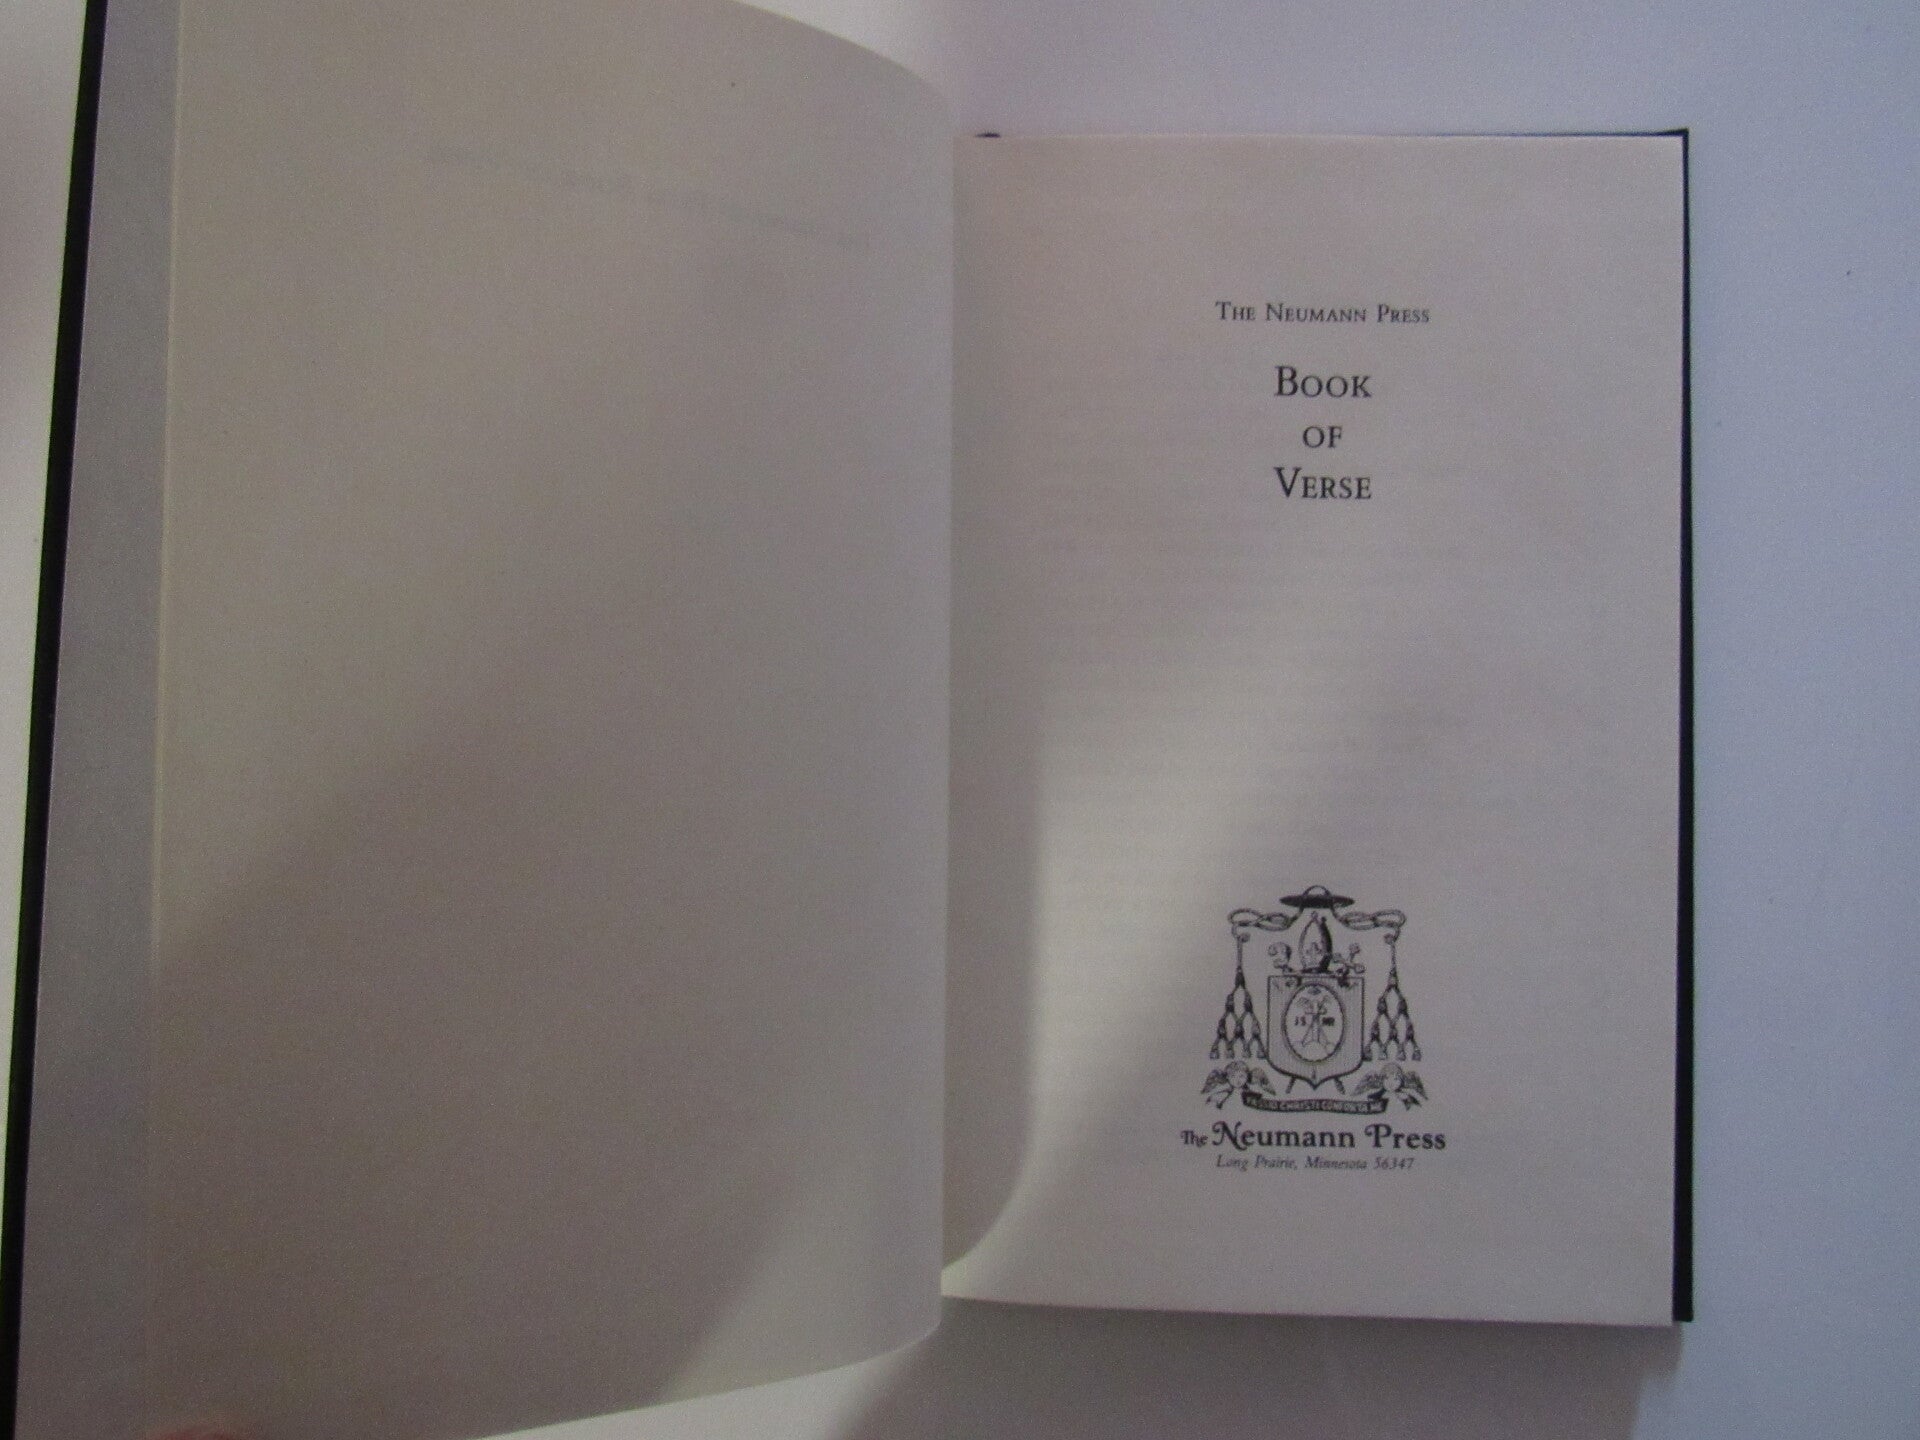 THE NEUMANN PRESS
BOOK
OF
VERSE
The Neumann Press
Long Prairie, Minnesota 56347